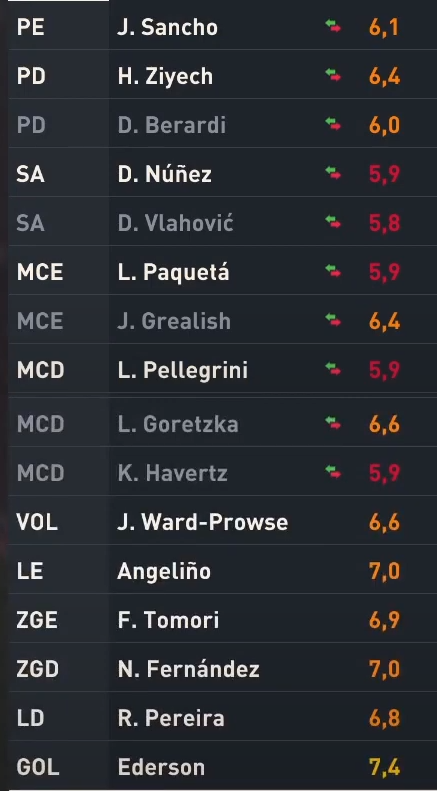 PE J. Sancho 6,1
PD H. Ziyech 6,4
PD D. Berardi 6,0
SA D. Núñez 5,9
SA D. Vlahović 5,8
MCE L. Paquetá 5,9
MCE J. Grealish 6,4
MCD L. Pellegrini 5,9
MCD L. Goretzka 6,6
MCD K. Havertz 5,9
VOL J. Ward-Prowse 6,6
LE Angeliño 7,0
ZGE F. Tomori 6,9
ZGD N. Fernández 7,0
LD R. Pereira 6,8
GOL Ederson 7,4